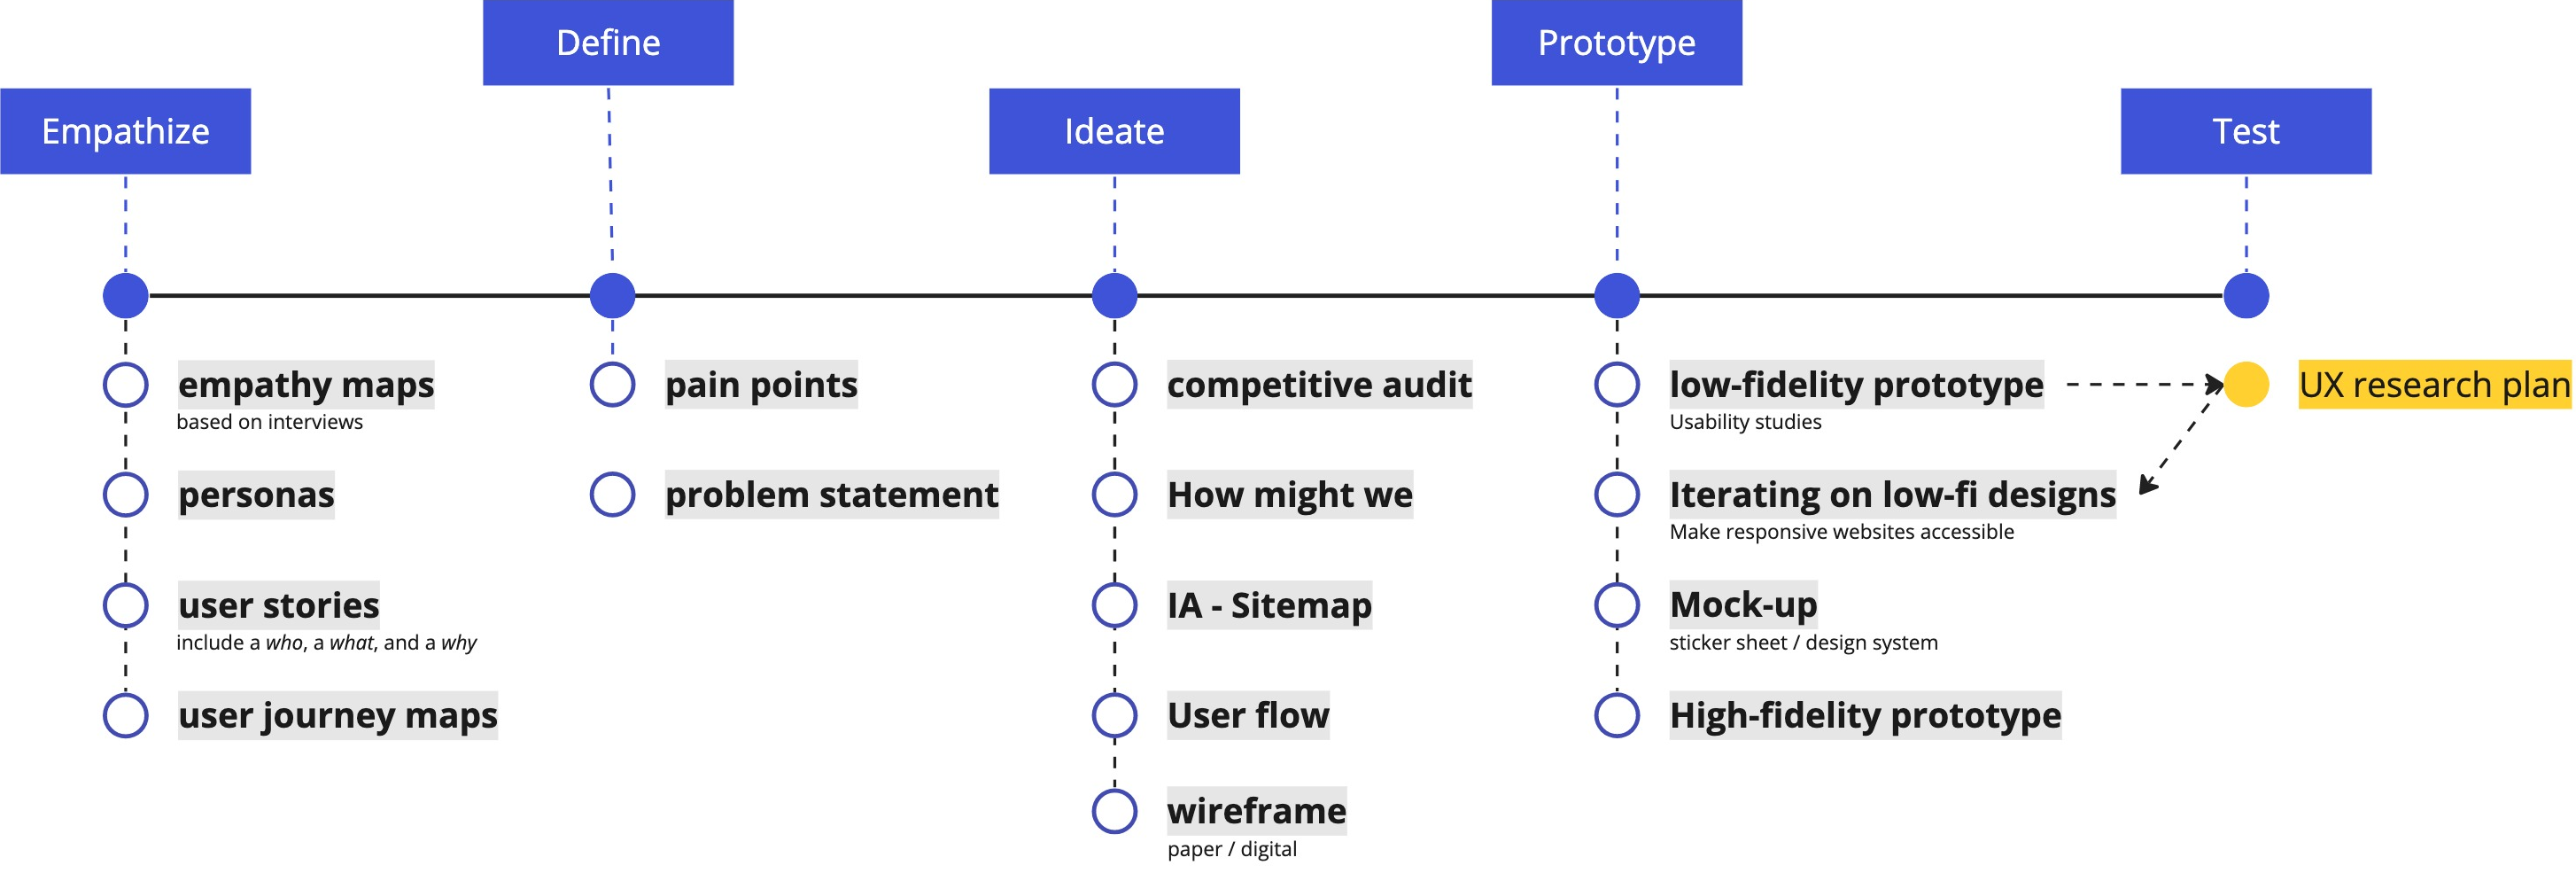 Define
Prototype
Empathize
Ideate
Test
empathy maps
based on interviews
personas
user stories
include a who, a what, and a why
user journey maps
pain points
problem statement
competitive audit
How might we
IA - Sitemap
User flow
wireframe
paper / digital
low-fidelity prototype
Usability studies
Iterating on low-fi designs
Make responsive websites accessible
Mock-up
sticker sheet / design system
High-fidelity prototype
UX research plan